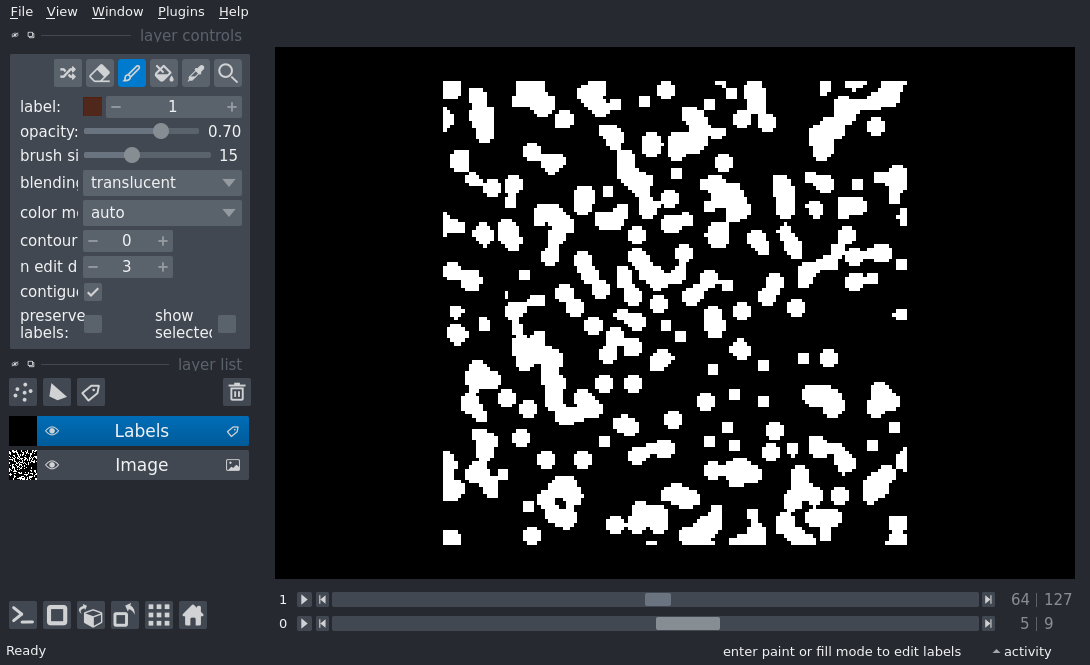 File View Window Plugins Help
layer controls
label: 1
opacity: 0.70
brush si 15
blending translucent
color m auto
contour 0
n edit d 3
contigu
preserve labels: show selected
layer list
Labels
Image
1 64 127
0 5 9
Ready enter paint or fill mode to edit labels activity